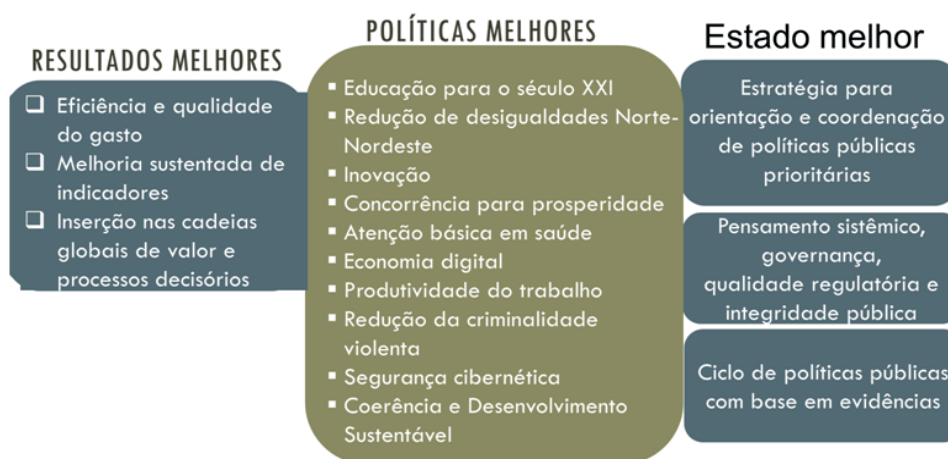 RESULTADOS MELHORES
❑ Eficiência e qualidade
do gasto
❑ Melhoria sustentada de
indicadores
❑ Inserção nas cadeias
globais de valor e
processos decisórios
POLÍTICAS MELHORES
▪ Educação para o século XXI
▪ Redução de desigualdades Norte-
Nordeste
▪ Inovação
▪ Concorrência para prosperidade
▪ Atenção básica em saúde
▪ Economia digital
▪ Produtividade do trabalho
▪ Redução da criminalidade
violenta
▪ Segurança cibernética
▪ Coerência e Desenvolvimento
Sustentável
Estado melhor
Estratégia para
orientação e coordenação
de políticas públicas
prioritárias
Pensamento sistêmico,
governança,
qualidade regulatória e
integridade pública
Ciclo de políticas públicas
com base em evidências